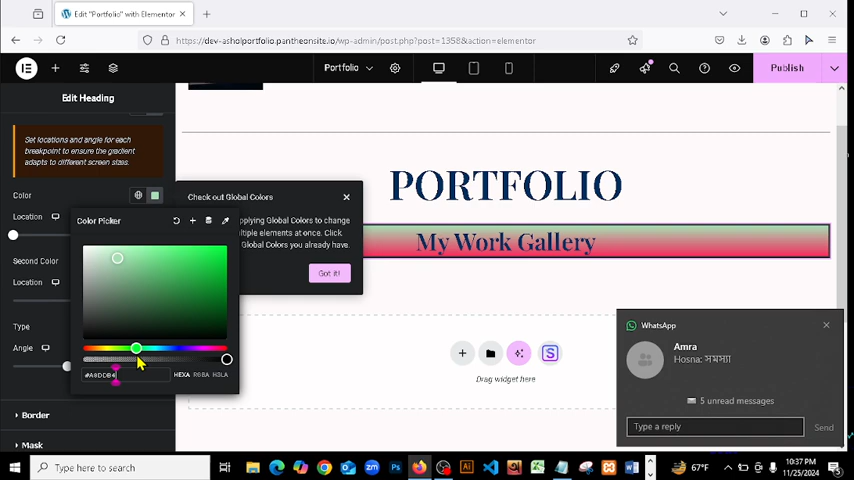 Edit "Portfolio" with Elementor
https://dev-asholportfolio.pantheonsite.io/wp-admin/post.php?post=1358&action=elementor
Portfolio
Publish
Edit Heading
Set locations and angle for each
breakpoint to ensure the gradient
adapts to different screen sizes.
Color
Location
Second Color
Location
Type
Angle
Border
Mask
Color Picker
#A8DDB4
HEXA RGBA HSLA
Check out Global Colors
pplying Global Colors to change
ultiple elements at once. Click
Global Colors you already have.
Got it!
PORTFOLIO
My Work Gallery
Drag widget here
WhatsApp
Amra
Hosna: সমস্যা
5 unread messages
Type a reply
Send
Type here to search
67°F
10:37 PM
11/25/2024